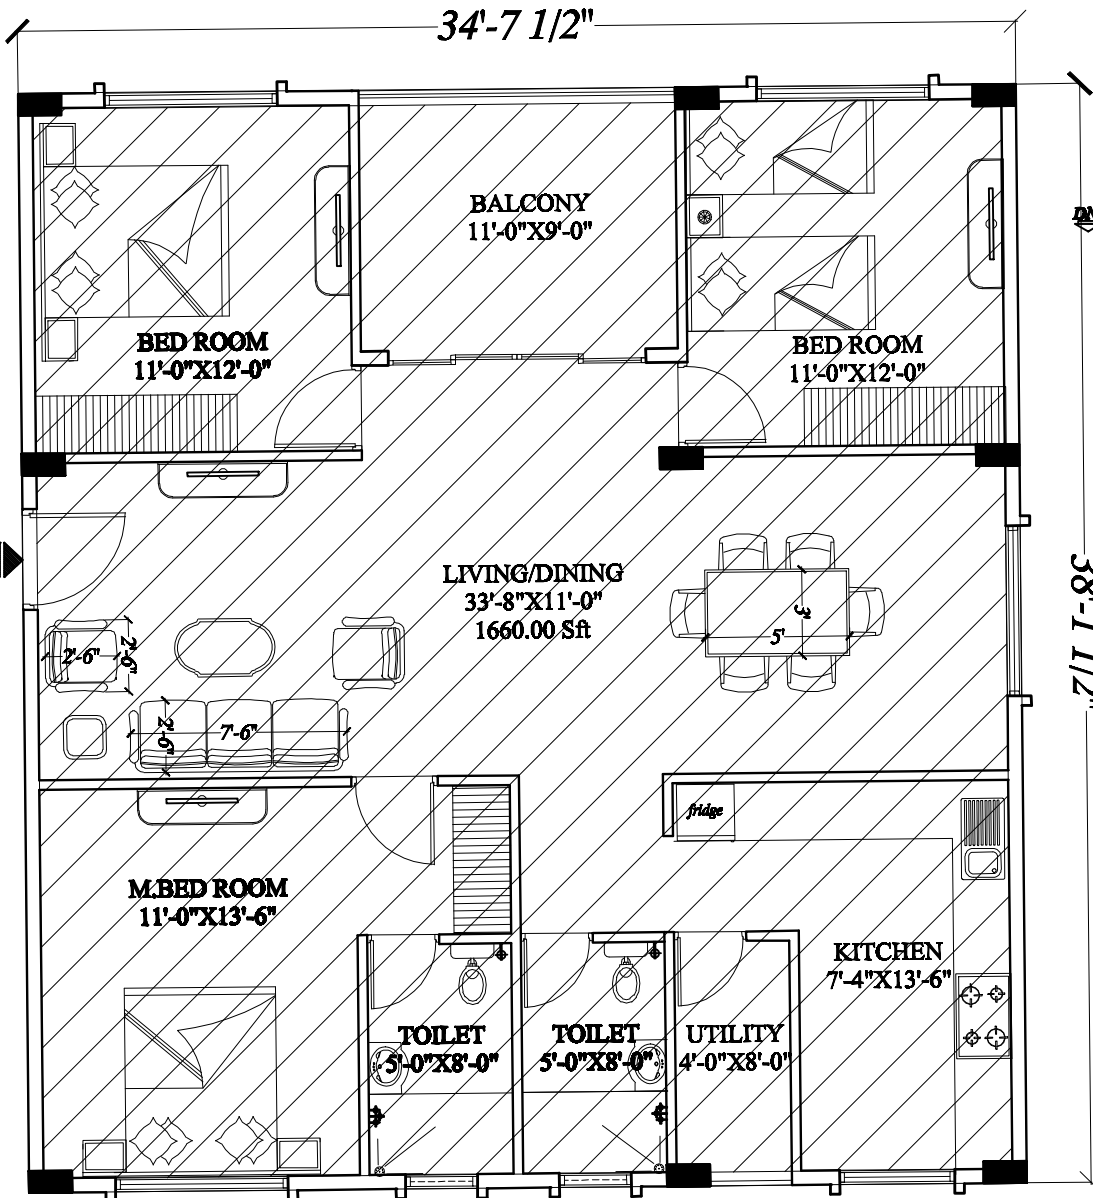 34'-7 1/2"
BALCONY
11'-0"X9'-0"
DN
BED ROOM
11'-0"X12'-0"
BED ROOM
11'-0"X12'-0"
LIVING/DINING
33'-8"X11'-0"
1660.00 Sft
3'
5'
38'-1 1/2"
2'-6"
2'-6"
2'-6"
7'-6"
fridge
M.BED ROOM
11'-0"X13'-6"
KITCHEN
7'-4"X13'-6"
TOILET
5'-0"X8'-0"
TOILET
5'-0"X8'-0"
UTILITY
4'-0"X8'-0"